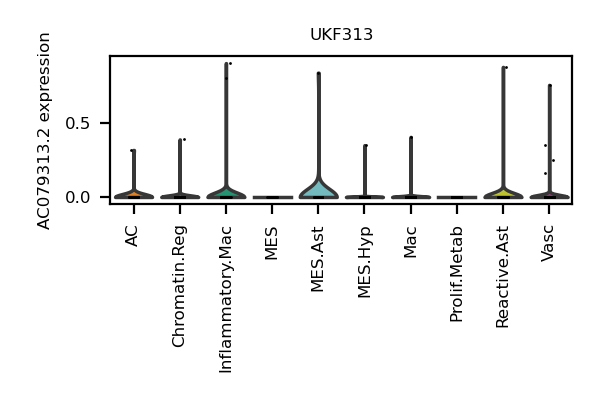 UKF313
AC079313.2 expression
0.5
0.0
AC
Chromatin.Reg
Inflammatory.Mac
MES
MES.Ast
MES.Hyp
Mac
Prolif.Metab
Reactive.Ast
Vasc